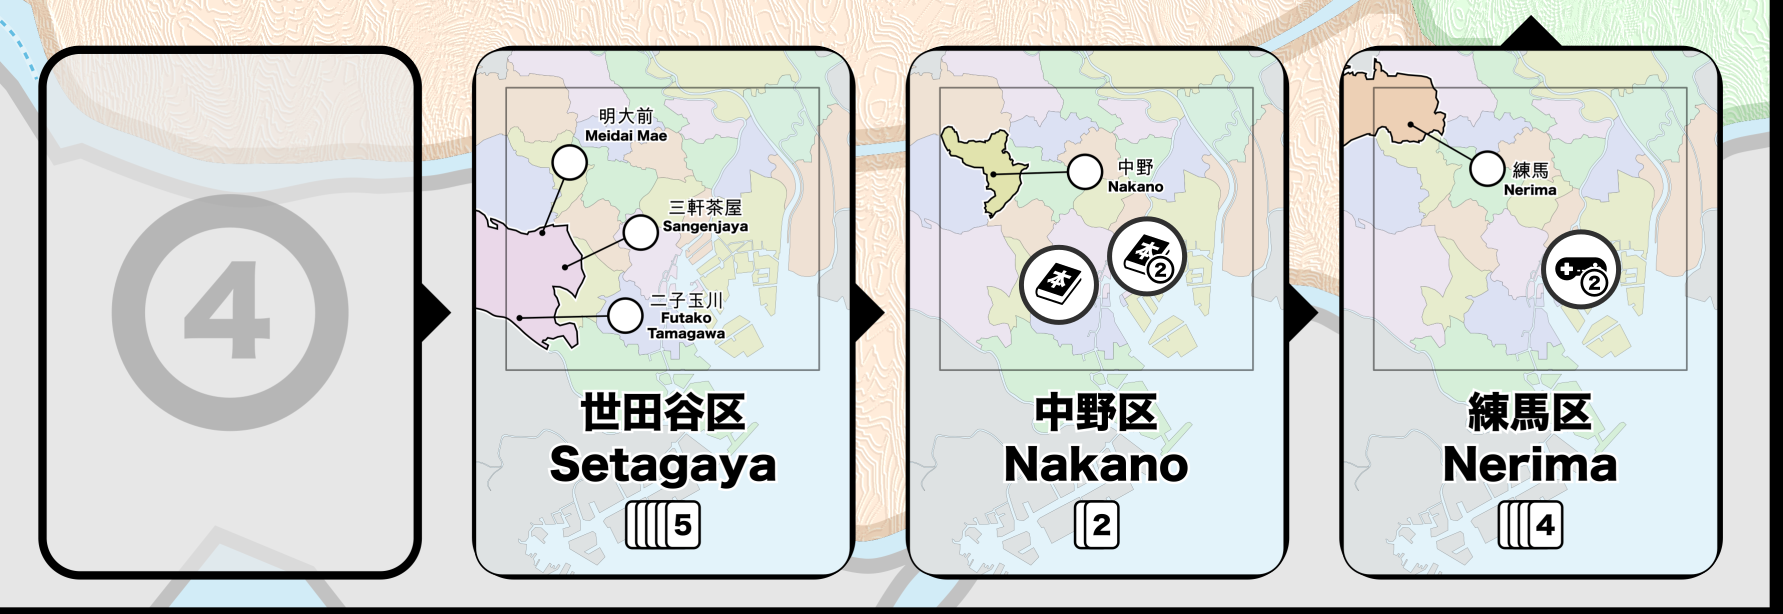 4
明大前
Meidai Mae
三軒茶屋
Sangenjaya
二子玉川
Futako
Tamagawa
世田谷区
Setagaya
5
中野
Nakano
本
本
2
中野区
Nakano
2
練馬
Nerima
2
練馬区
Nerima
4